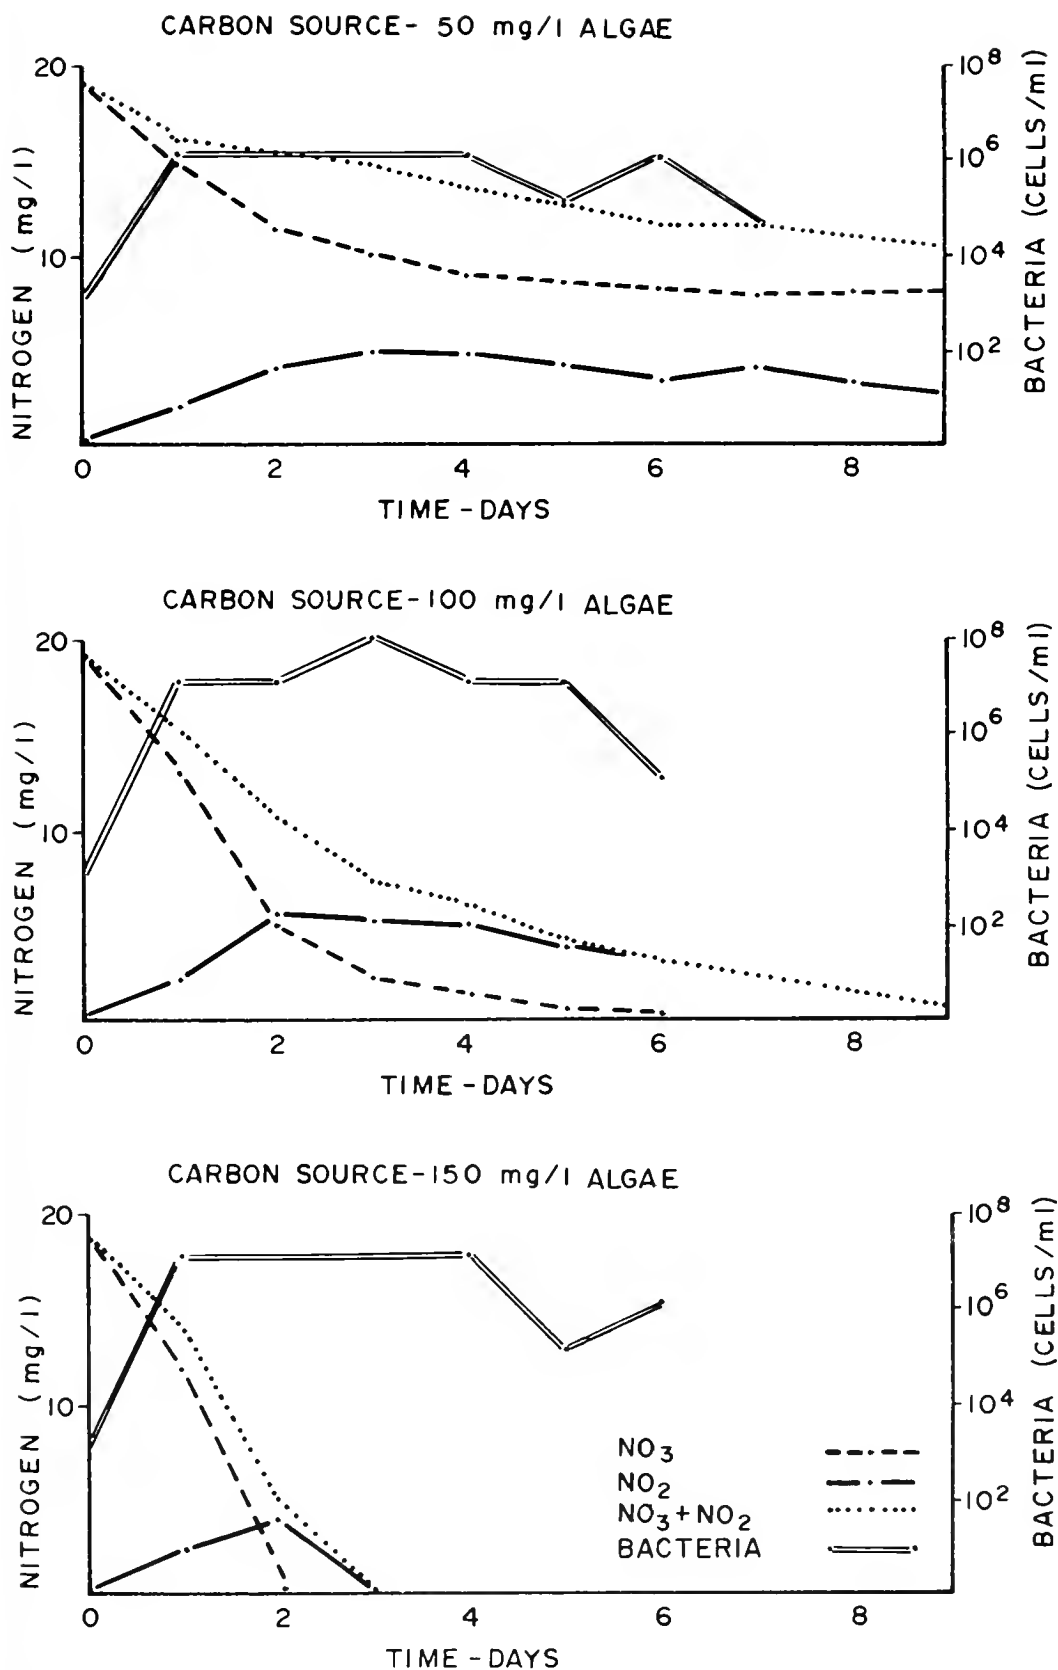 CARBON SOURCE- 50 mg/l ALGAE
20
10
NITROGEN (mg/l)
10^8
10^6
10^4
10^2
BACTERIA (CELLS/ml)
0 2 4 6 8
TIME - DAYS
CARBON SOURCE-100 mg/l ALGAE
20
10
NITROGEN (mg/l)
10^8
10^6
10^4
10^2
BACTERIA (CELLS/ml)
0 2 4 6 8
TIME - DAYS
CARBON SOURCE-150 mg/l ALGAE
20
10
NITROGEN (mg/l)
10^8
10^6
10^4
10^2
BACTERIA (CELLS/ml)
NO3
NO2
NO3+NO2
BACTERIA
0 2 4 6 8
TIME - DAYS